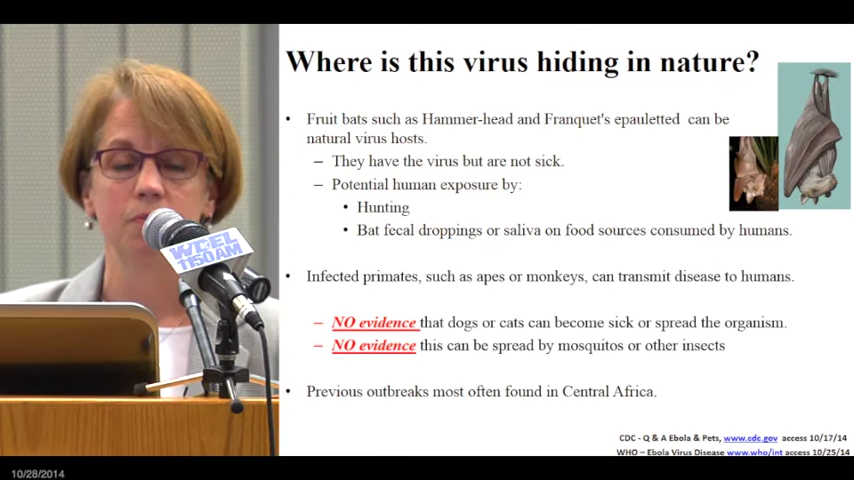 Where is this virus hiding in nature?
• Fruit bats such as Hammer-head and Franquet's epauletted can be
natural virus hosts.
– They have the virus but are not sick.
– Potential human exposure by:
• Hunting
• Bat fecal droppings or saliva on food sources consumed by humans.
WDEL
1150AM
• Infected primates, such as apes or monkeys, can transmit disease to humans.
– NO evidence that dogs or cats can become sick or spread the organism.
– NO evidence this can be spread by mosquitos or other insects
• Previous outbreaks most often found in Central Africa.
CDC - Q & A Ebola & Pets, www.cdc.gov access 10/17/14
WHO – Ebola Virus Disease www.who/int access 10/25/14
10/28/2014